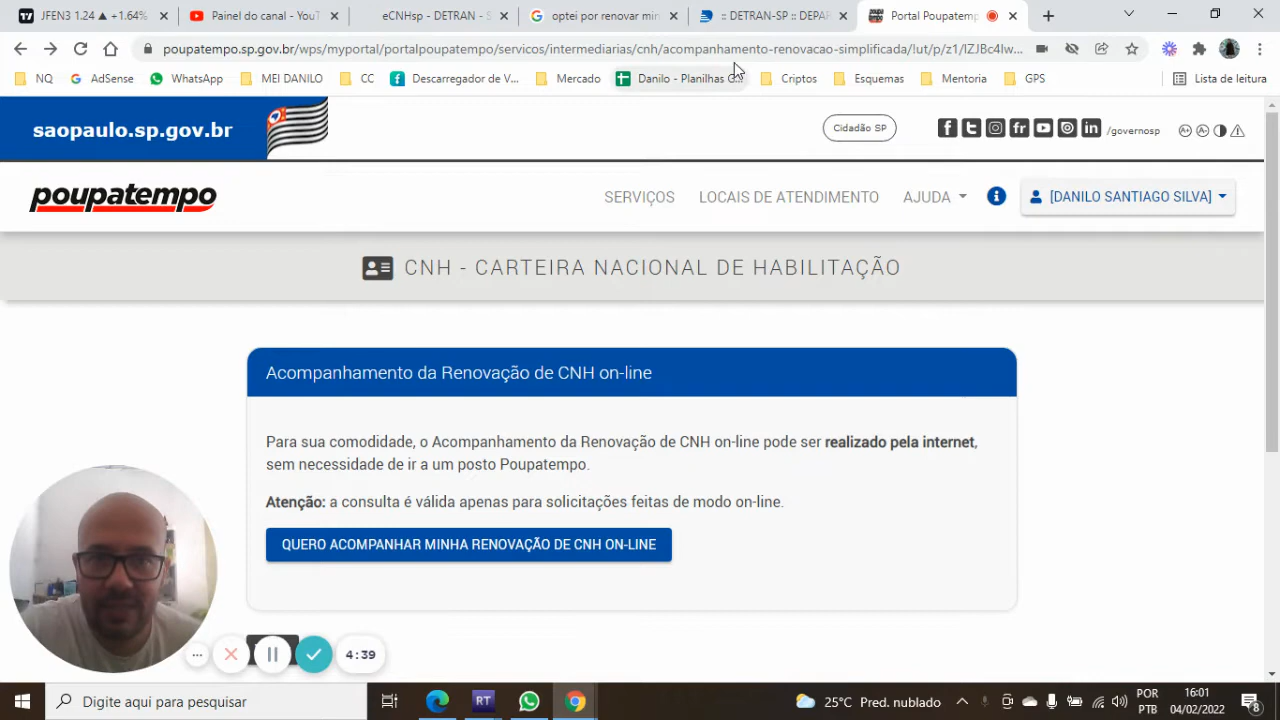 JFEN3 1.24 ▲ +1.64%
Painel do canal - YouT
eCNHsp - DETRAN - S
optei por renovar min
:: DETRAN-SP :: DEPAR
Portal Poupatemp
poupatempo.sp.gov.br/wps/myportal/portalpoupatempo/servicos/intermediarias/cnh/acompanhamento-renovacao-simplificada/lut/p/z1/lZJBc4lw...
NQ
AdSense
WhatsApp
MEI DANILO
CC
Descarregador de V...
Mercado
Danilo - Planilhas G
Criptos
Esquemas
Mentoria
GPS
Lista de leitura
saopaulo.sp.gov.br
Cidadão SP
/governosp
poupatempo
SERVIÇOS
LOCAIS DE ATENDIMENTO
AJUDA
[DANILO SANTIAGO SILVA]
CNH - CARTEIRA NACIONAL DE HABILITAÇÃO
Acompanhamento da Renovação de CNH on-line
Para sua comodidade, o Acompanhamento da Renovação de CNH on-line pode ser realizado pela internet,
sem necessidade de ir a um posto Poupatempo.
Atenção: a consulta é válida apenas para solicitações feitas de modo on-line.
QUERO ACOMPANHAR MINHA RENOVAÇÃO DE CNH ON-LINE
4:39
Digite aqui para pesquisar
RT
25°C Pred. nublado
POR
PTB
16:01
04/02/2022
8